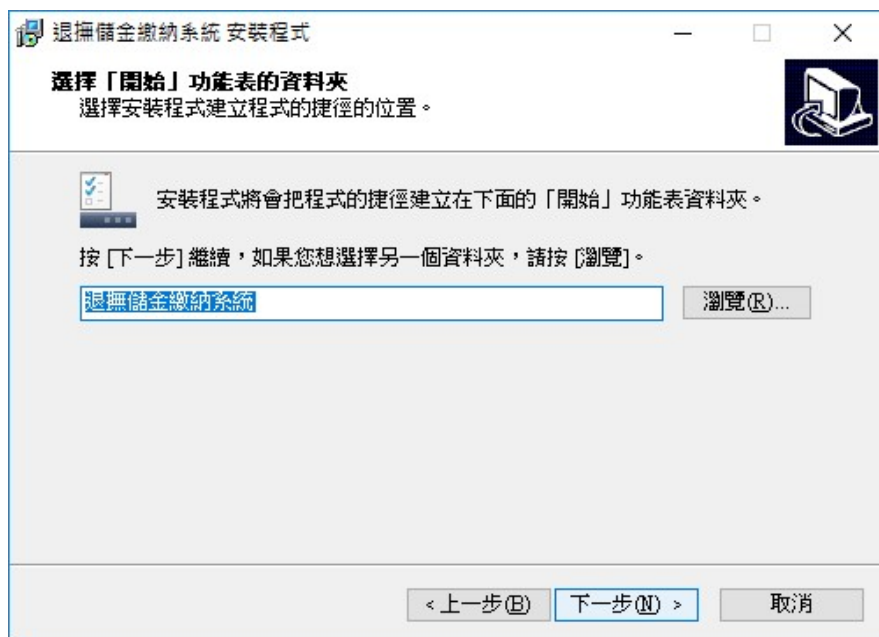 退撫儲金繳納系統 安裝程式
選擇「開始」功能表的資料夾
選擇安裝程式建立程式的捷徑的位置。
安裝程式將會把程式的捷徑建立在下面的「開始」功能表資料夾。
按 [下一步] 繼續，如果您想選擇另一個資料夾，請按 [瀏覽]。
退撫儲金繳納系統
瀏覽(R)...
< 上一步(B)
下一步(N) >
取消